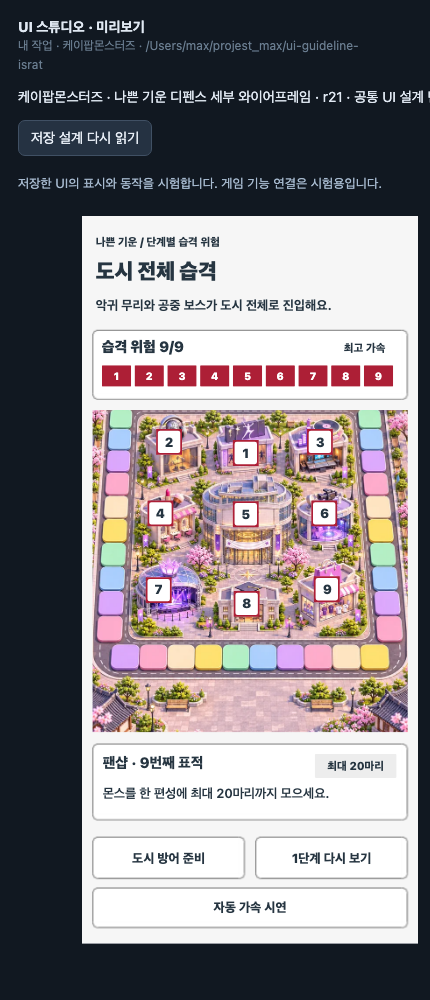 UI 스튜디오 · 미리보기
내 작업 · 케이팝몬스터즈 · /Users/max/projest_max/ui-guideline-
israt
케이팝몬스터즈 · 나쁜 기운 디펜스 세부 와이어프레임 · r21 · 공통 UI 설계
저장 설계 다시 읽기
저장한 UI의 표시와 동작을 시험합니다. 게임 기능 연결은 시험용입니다.
나쁜 기운 / 단계별 습격 위험
도시 전체 습격
악귀 무리와 공중 보스가 도시 전체로 진입해요.
습격 위험 9/9 최고 가속
1 2 3 4 5 6 7 8 9
2 1 3
4 5 6
7 8 9
팬샵 · 9번째 표적 최대 20마리
몬스를 한 편성에 최대 20마리까지 모으세요.
도시 방어 준비 1단계 다시 보기
자동 가속 시연